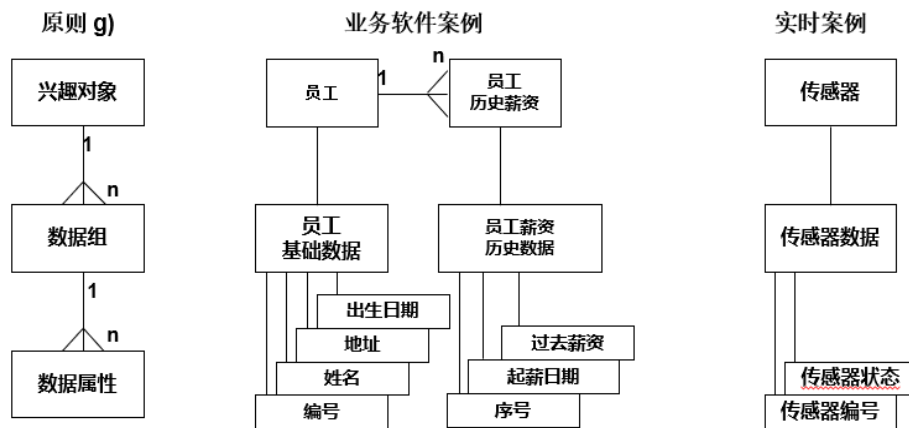 原则 g)
业务软件案例
实时案例
兴趣对象
1
n
数据组
1
n
数据属性
员工
1
n
员工
历史薪资
员工
基础数据
出生日期
地址
姓名
编号
员工薪资
历史数据
过去薪资
起薪日期
序号
传感器
传感器数据
传感器状态
传感器编号